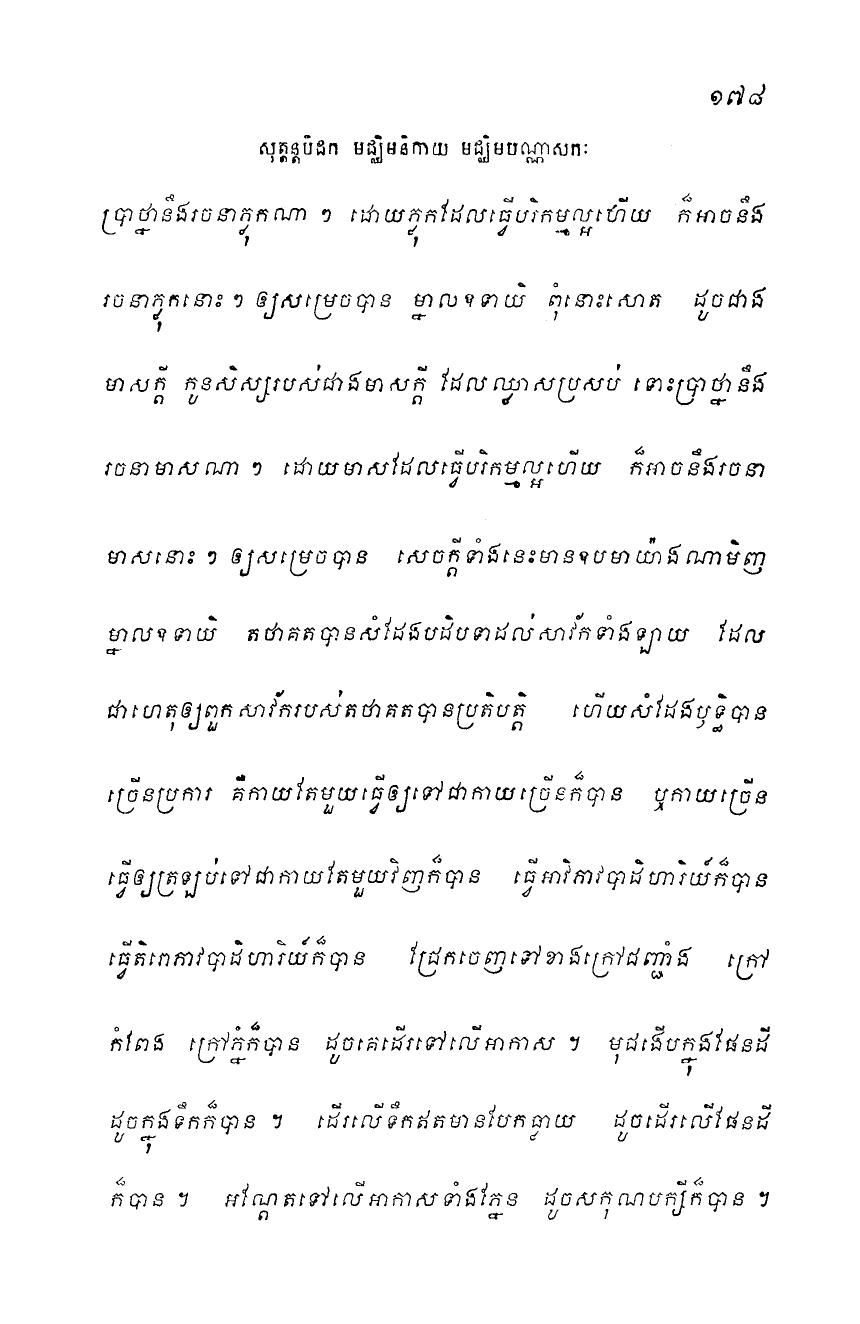 ១៧៨
សុត្តន្តបិដក មជ្ឈិមនិកាយ មជ្ឈិមបណ្ណាសកៈ
ប្រាថ្នានឹងរចនាភ្លុកណា ៗ ដោយភ្លុកដែលធ្វើបរិកម្មល្អហើយ ក៏អាចនឹង
រចនាភ្លុកនោះ ៗ ឲ្យសម្រេចបាន ម្នាលឧទាយិ ពុំនោះសោត ដូចជាង
មាសក្តី កូនសិស្សរបស់ជាងមាសក្តី ដែលឈ្លាសប្រសប់ ទោះប្រាថ្នានឹង
រចនាមាសណា ៗ ដោយមាសដែលធ្វើបរិកម្មល្អហើយ ក៏អាចនឹងរចនា
មាសនោះ ៗ ឲ្យសម្រេចបាន សេចក្តីទាំងនេះមានឧបមាយ៉ាងណាមិញ
ម្នាលឧទាយិ តថាគតបានសំដែងបដិបទាដល់សាវ័កទាំងឡាយ ដែល
ជាហេតុឲ្យពួកសាវ័ករបស់តថាគតបានប្រតិបត្តិ ហើយសំដែងឫទ្ធិបាន
ច្រើនប្រការ គឺកាយតែមួយធ្វើឲ្យទៅជាកាយច្រើនក៏បាន ឬកាយច្រើន
ធ្វើឲ្យត្រឡប់ទៅជាកាយតែមួយវិញក៏បាន ធ្វើអាវិភាវបាដិហារិយ៍ក៏បាន
ធ្វើតិរោភាវបាដិហារិយ៍ក៏បាន ជ្រែកចេញទៅខាងក្រៅជញ្ជាំង ក្រៅ
កំពែង ក្រៅភ្នំក៏បាន ដូចគេដើរទៅលើអាកាស ។ មុជងើបក្នុងផែនដី
ដូចក្នុងទឹកក៏បាន ។ ដើរលើទឹកឥតមានបែកធ្លាយ ដូចដើរលើផែនដី
ក៏បាន ។ អណ្តែតទៅលើអាកាសទាំងភ្នែន ដូចសកុណបក្សីក៏បាន ។